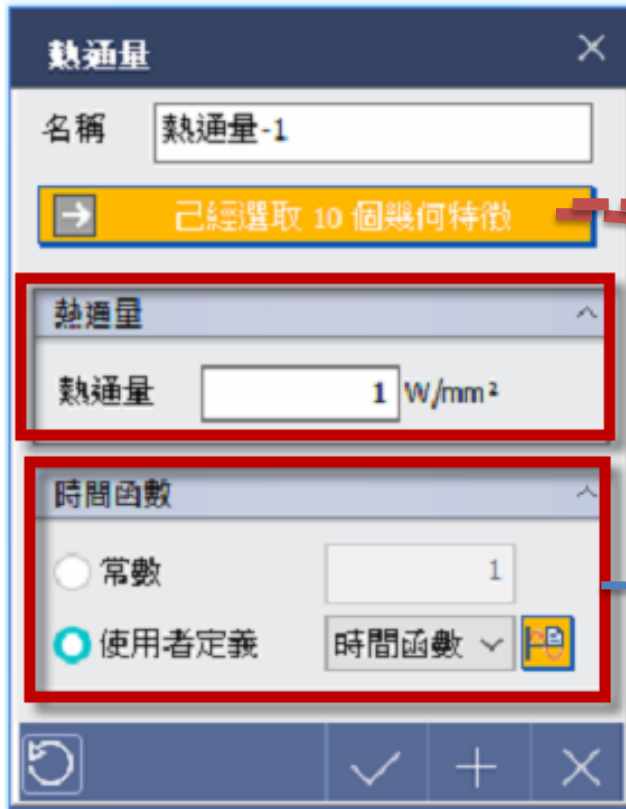 熱通量
名稱 熱通量-1
已經選取 10 個幾何特徵
熱通量
熱通量 1 W/mm²
時間函數
常數 1
使用者定義 時間函數